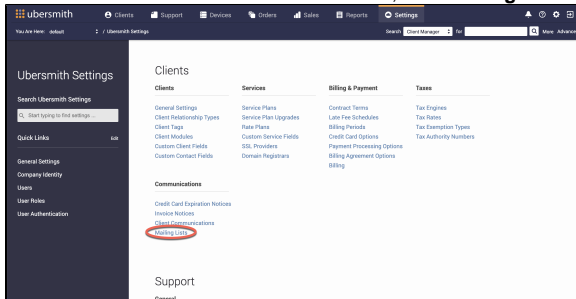 ubersmith
Clients
Support
Devices
Orders
Sales
Reports
Settings
You Are Here: default / Ubersmith Settings
Search Client Manager for
More Advance
Ubersmith Settings
Search Ubersmith Settings
Start typing to find settings ...
Quick Links Edit
General Settings
Company Identity
Users
User Roles
User Authentication
Clients
Clients
General Settings
Client Relationship Types
Client Tags
Client Modules
Custom Client Fields
Custom Contact Fields
Services
Service Plans
Service Plan Upgrades
Rate Plans
Custom Service Fields
SSL Providers
Domain Registrars
Billing & Payment
Contract Terms
Late Fee Schedules
Billing Periods
Credit Card Options
Payment Processing Options
Billing Agreement Options
Billing
Taxes
Tax Engines
Tax Rates
Tax Exemption Types
Tax Authority Numbers
Communications
Credit Card Expiration Notices
Invoice Notices
Client Communications
Mailing Lists
Support
General